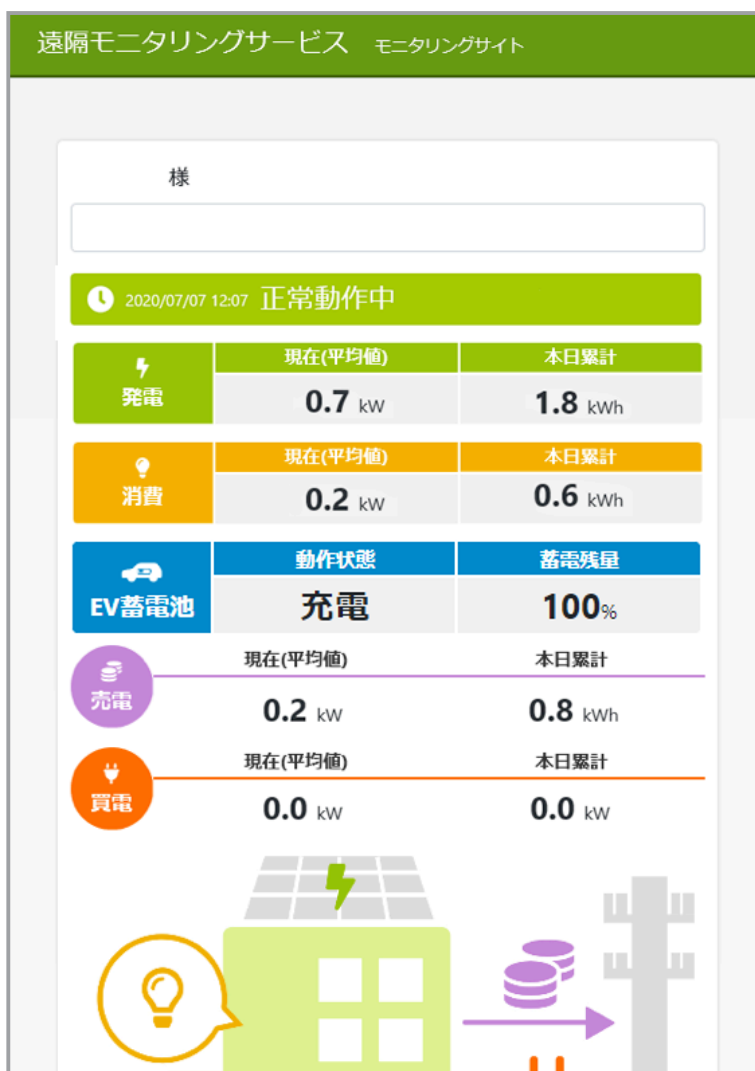 遠隔モニタリングサービス モニタリングサイト
様
2020/07/07 12:07 正常動作中
発電 現在(平均値) 本日累計
0.7 kW 1.8 kWh
消費 現在(平均値) 本日累計
0.2 kW 0.6 kWh
EV蓄電池 動作状態 蓄電残量
充電 100%
売電 現在(平均値) 本日累計
0.2 kW 0.8 kWh
買電 現在(平均値) 本日累計
0.0 kW 0.0 kW